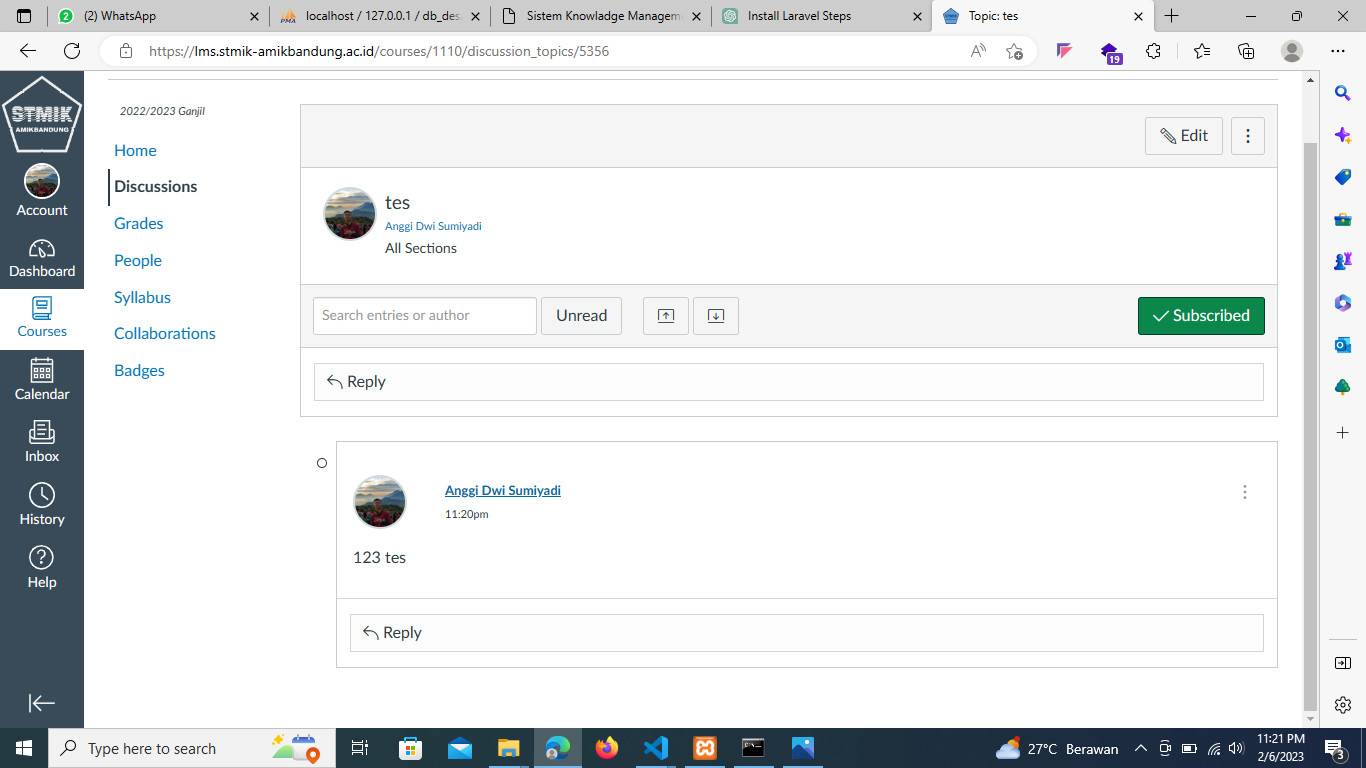 (2) WhatsApp
localhost / 127.0.0.1 / db_des
Sistem Knowladge Managem
Install Laravel Steps
Topic: tes
https://lms.stmik-amikbandung.ac.id/courses/1110/discussion_topics/5356
19
STMIK
AMIKBANDUNG
Account
Dashboard
Courses
Calendar
Inbox
History
Help
2022/2023 Ganjil
Home
Discussions
Grades
People
Syllabus
Collaborations
Badges
Edit
tes
Anggi Dwi Sumiyadi
All Sections
Search entries or author
Unread
Subscribed
Reply
Anggi Dwi Sumiyadi
11:20pm
123 tes
Reply
Type here to search
27°C Berawan
11:21 PM
2/6/2023
3